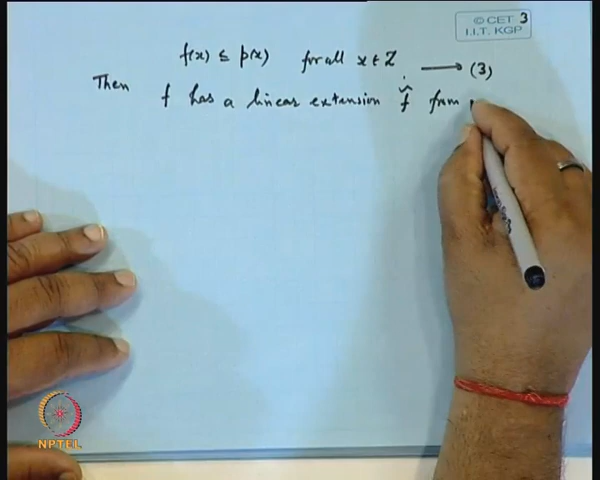 © CET 3
I.I.T. KGP
f(x) ≤ p(x) for all x ∈ Z ⟶ (3)
Then f has a linear extension f̃ from
NPTEL